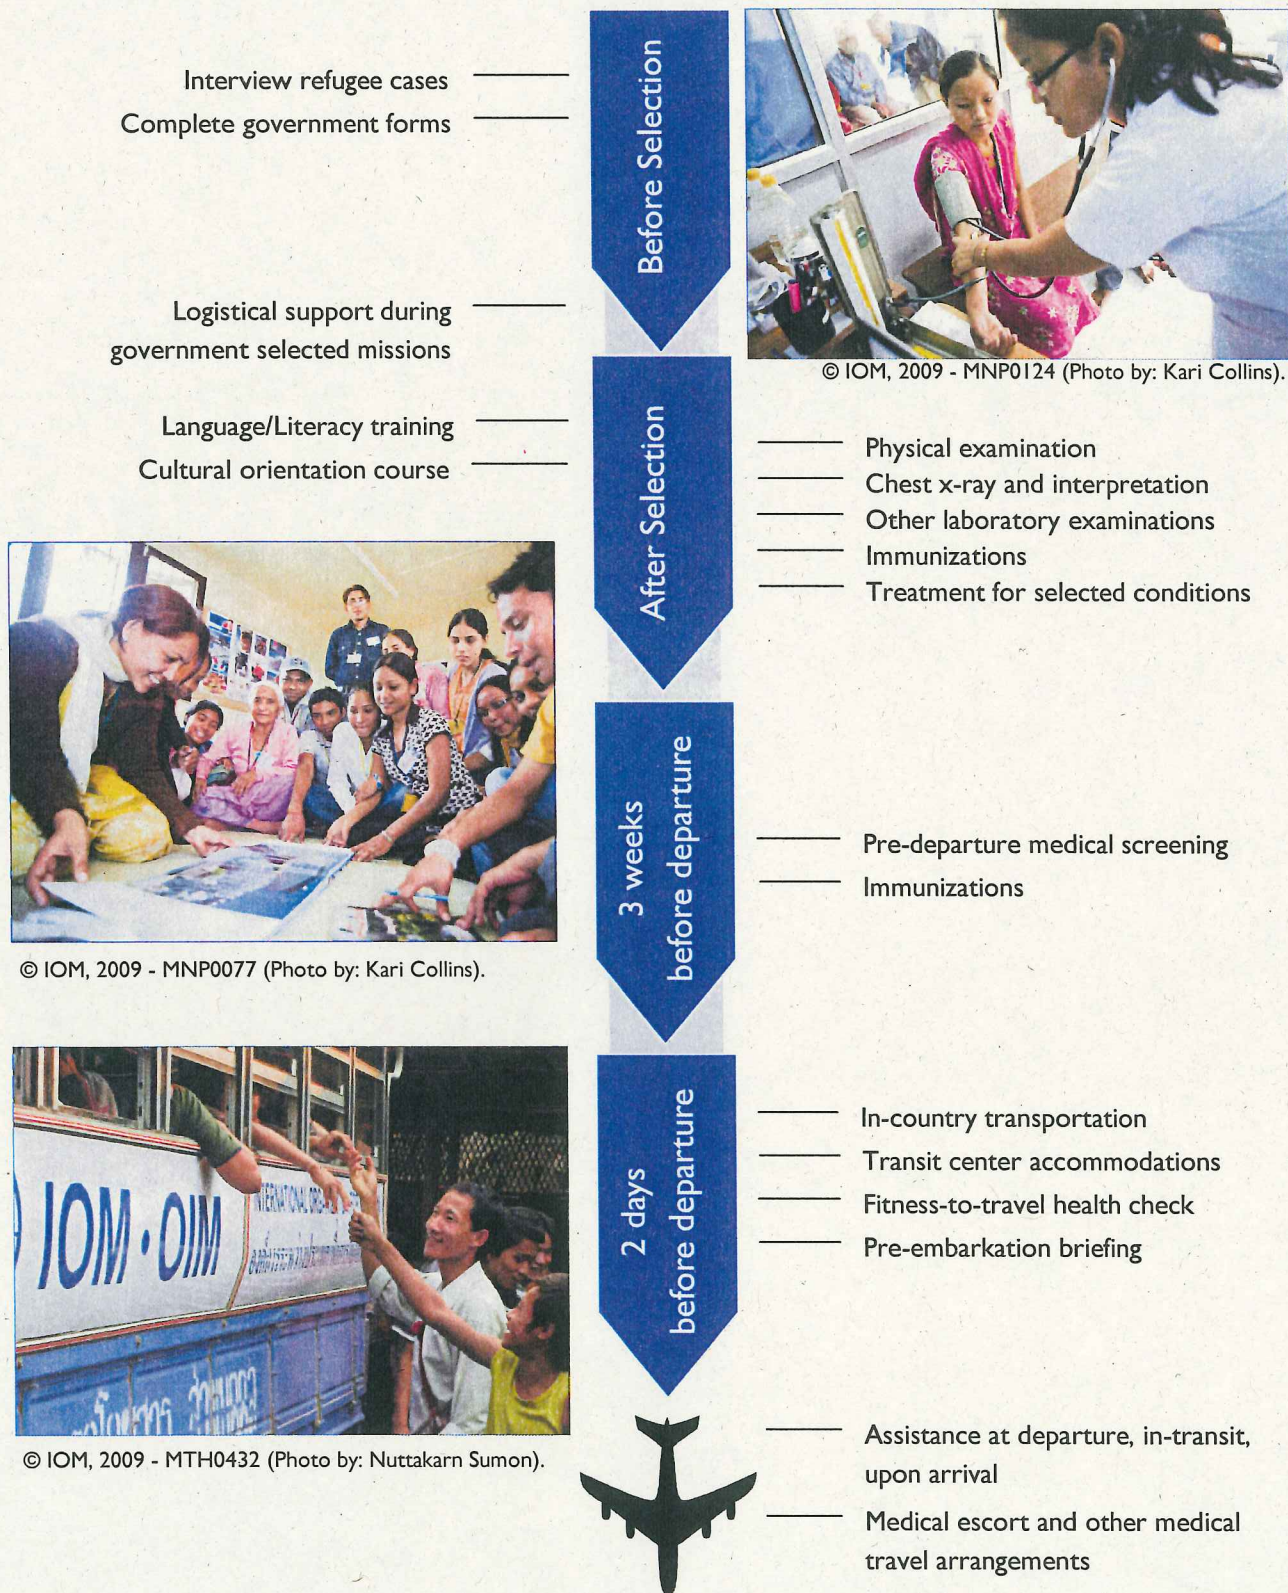 Interview refugee cases
Complete government forms
Before Selection
© IOM, 2009 - MNP0124 (Photo by: Kari Collins).
Logistical support during
government selected missions
Language/Literacy training
Cultural orientation course
After Selection
Physical examination
Chest x-ray and interpretation
Other laboratory examinations
Immunizations
Treatment for selected conditions
© IOM, 2009 - MNP0077 (Photo by: Kari Collins).
3 weeks
before departure
Pre-departure medical screening
Immunizations
IOM • OIM
INTERNATIONAL
© IOM, 2009 - MTH0432 (Photo by: Nuttakarn Sumon).
2 days
before departure
In-country transportation
Transit center accommodations
Fitness-to-travel health check
Pre-embarkation briefing
Assistance at departure, in-transit,
upon arrival
Medical escort and other medical
travel arrangements